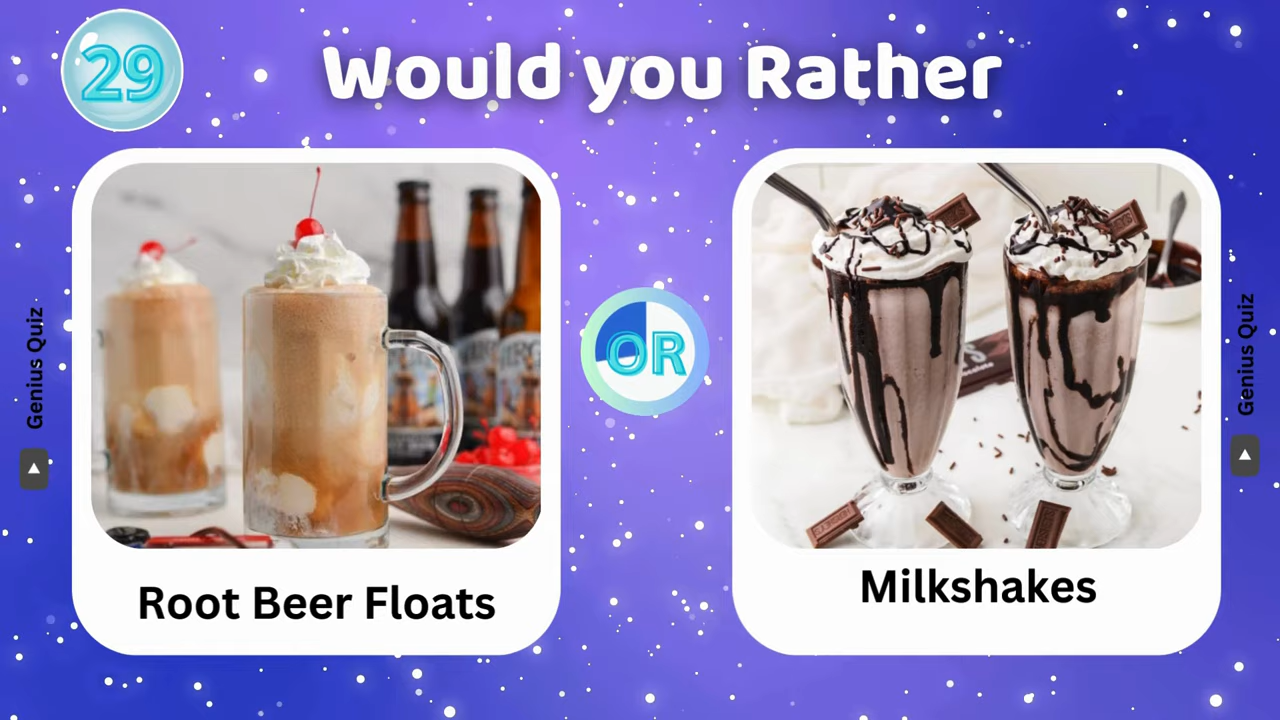 29
Would you Rather
Genius Quiz
OR
Genius Quiz
Root Beer Floats
Milkshakes